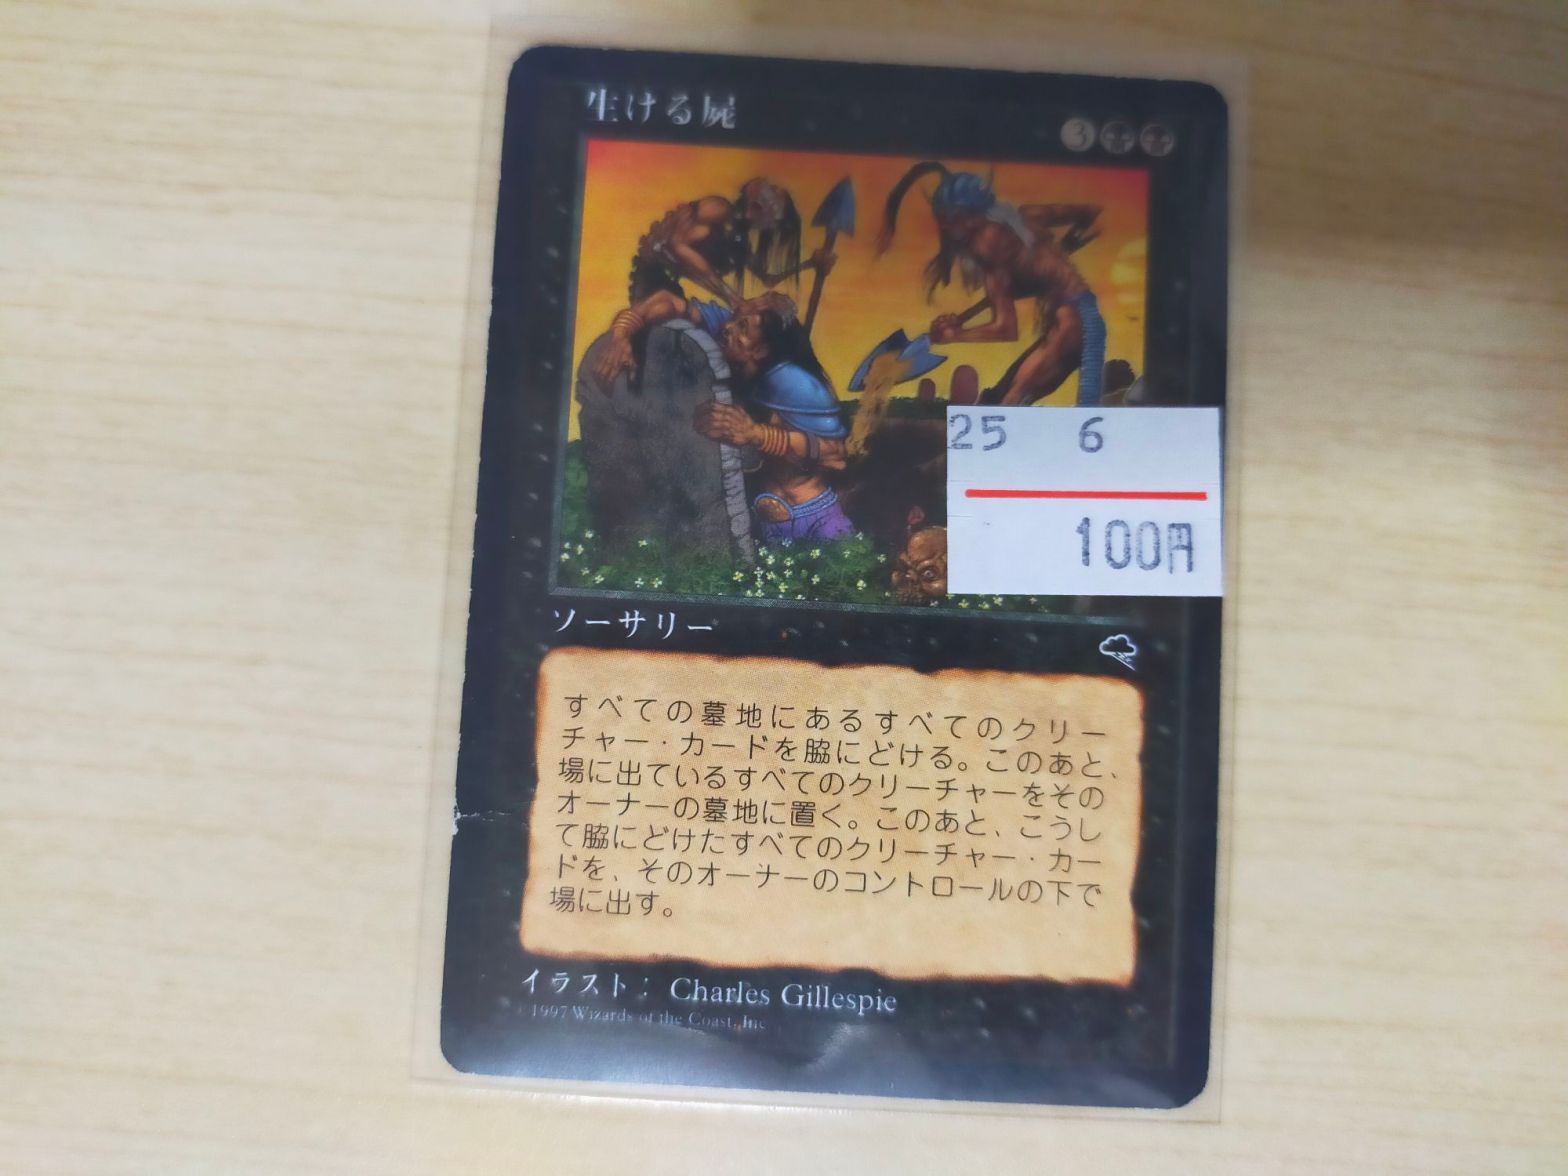 生ける屍
3
25 6
100円
ソーサリー
すべての墓地にあるすべてのクリー
チャー・カードを脇にどける。このあと、
場に出ているすべてのクリーチャーをその
オーナーの墓地に置く。このあと、こうし
て脇にどけたすべてのクリーチャー・カー
ドを、そのオーナーのコントロールの下で
場に出す。
イラスト： Charles Gillespie
1997 Wizards of the Coast, Inc